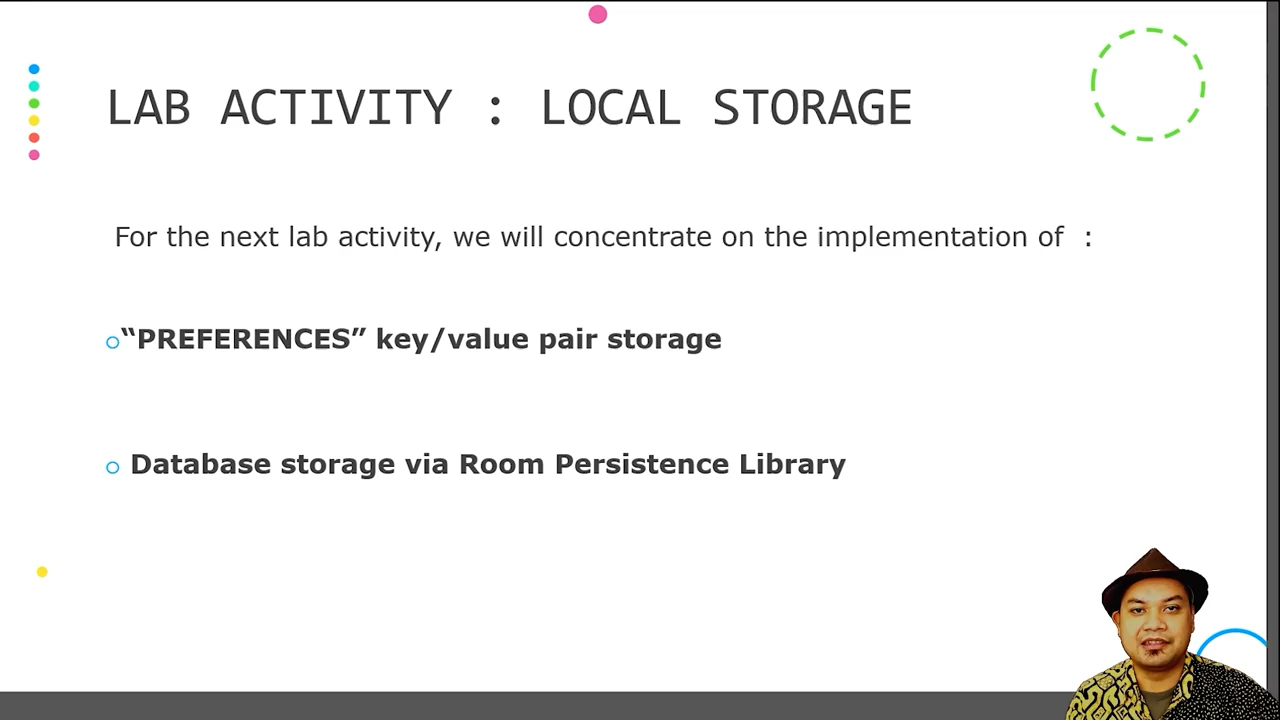 LAB ACTIVITY : LOCAL STORAGE
For the next lab activity, we will concentrate on the implementation of :
“PREFERENCES” key/value pair storage
Database storage via Room Persistence Library